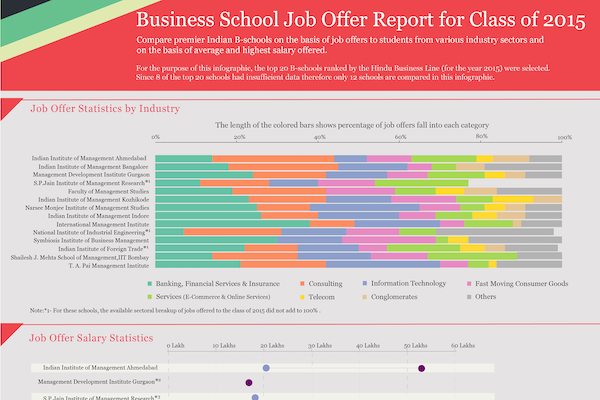 Business School Job Offer Report for Class of 2015
Compare premier Indian B-schools on the basis of job offers to students from various industry sectors and
on the basis of average and highest salary offered.
For the purpose of this infographic, the top 20 B-schools ranked by the Hindu Business Line (for the year 2015) were selected.
Since 8 of the top 20 schools had insufficient data therefore only 12 schools are compared in this infographic.
Job Offer Statistics by Industry
The length of the colored bars shows percentage of job offers fall into each category
0% 20% 40% 60% 80% 100%
Indian Institute of Management Ahmedabad
Indian Institute of Management Bangalore
Management Development Institute Gurgaon
S.P.Jain Institute of Management Research*1
Faculty of Management Studies
Indian Institute of Management Kozhikode
Narsee Monjee Institute of Management Studies
Indian Institute of Management Indore
International Management Institute
National Institute of Industrial Engineering*1
Symbiosis Institute of Business Management
Indian Institute of Foreign Trade*1
Shailesh J. Mehta School of Management,IIT Bombay
T. A. Pai Management Institute
Banking, Financial Services & Insurance Consulting Information Technology Fast Moving Consumer Goods
Services (E-Commerce & Online Services) Telecom Conglomerates Others
Note:*1- For these schools, the available sectoral breakup of jobs offered to the class of 2015 did not add to 100% .
Job Offer Salary Statistics
0 Lakh 10 Lakhs 20 Lakhs 30 Lakhs 40 Lakhs 50 Lakhs 60 Lakhs
Indian Institute of Management Ahmedabad
Management Development Institute Gurgaon*2
S.P.Jain Institute of Management Research*3